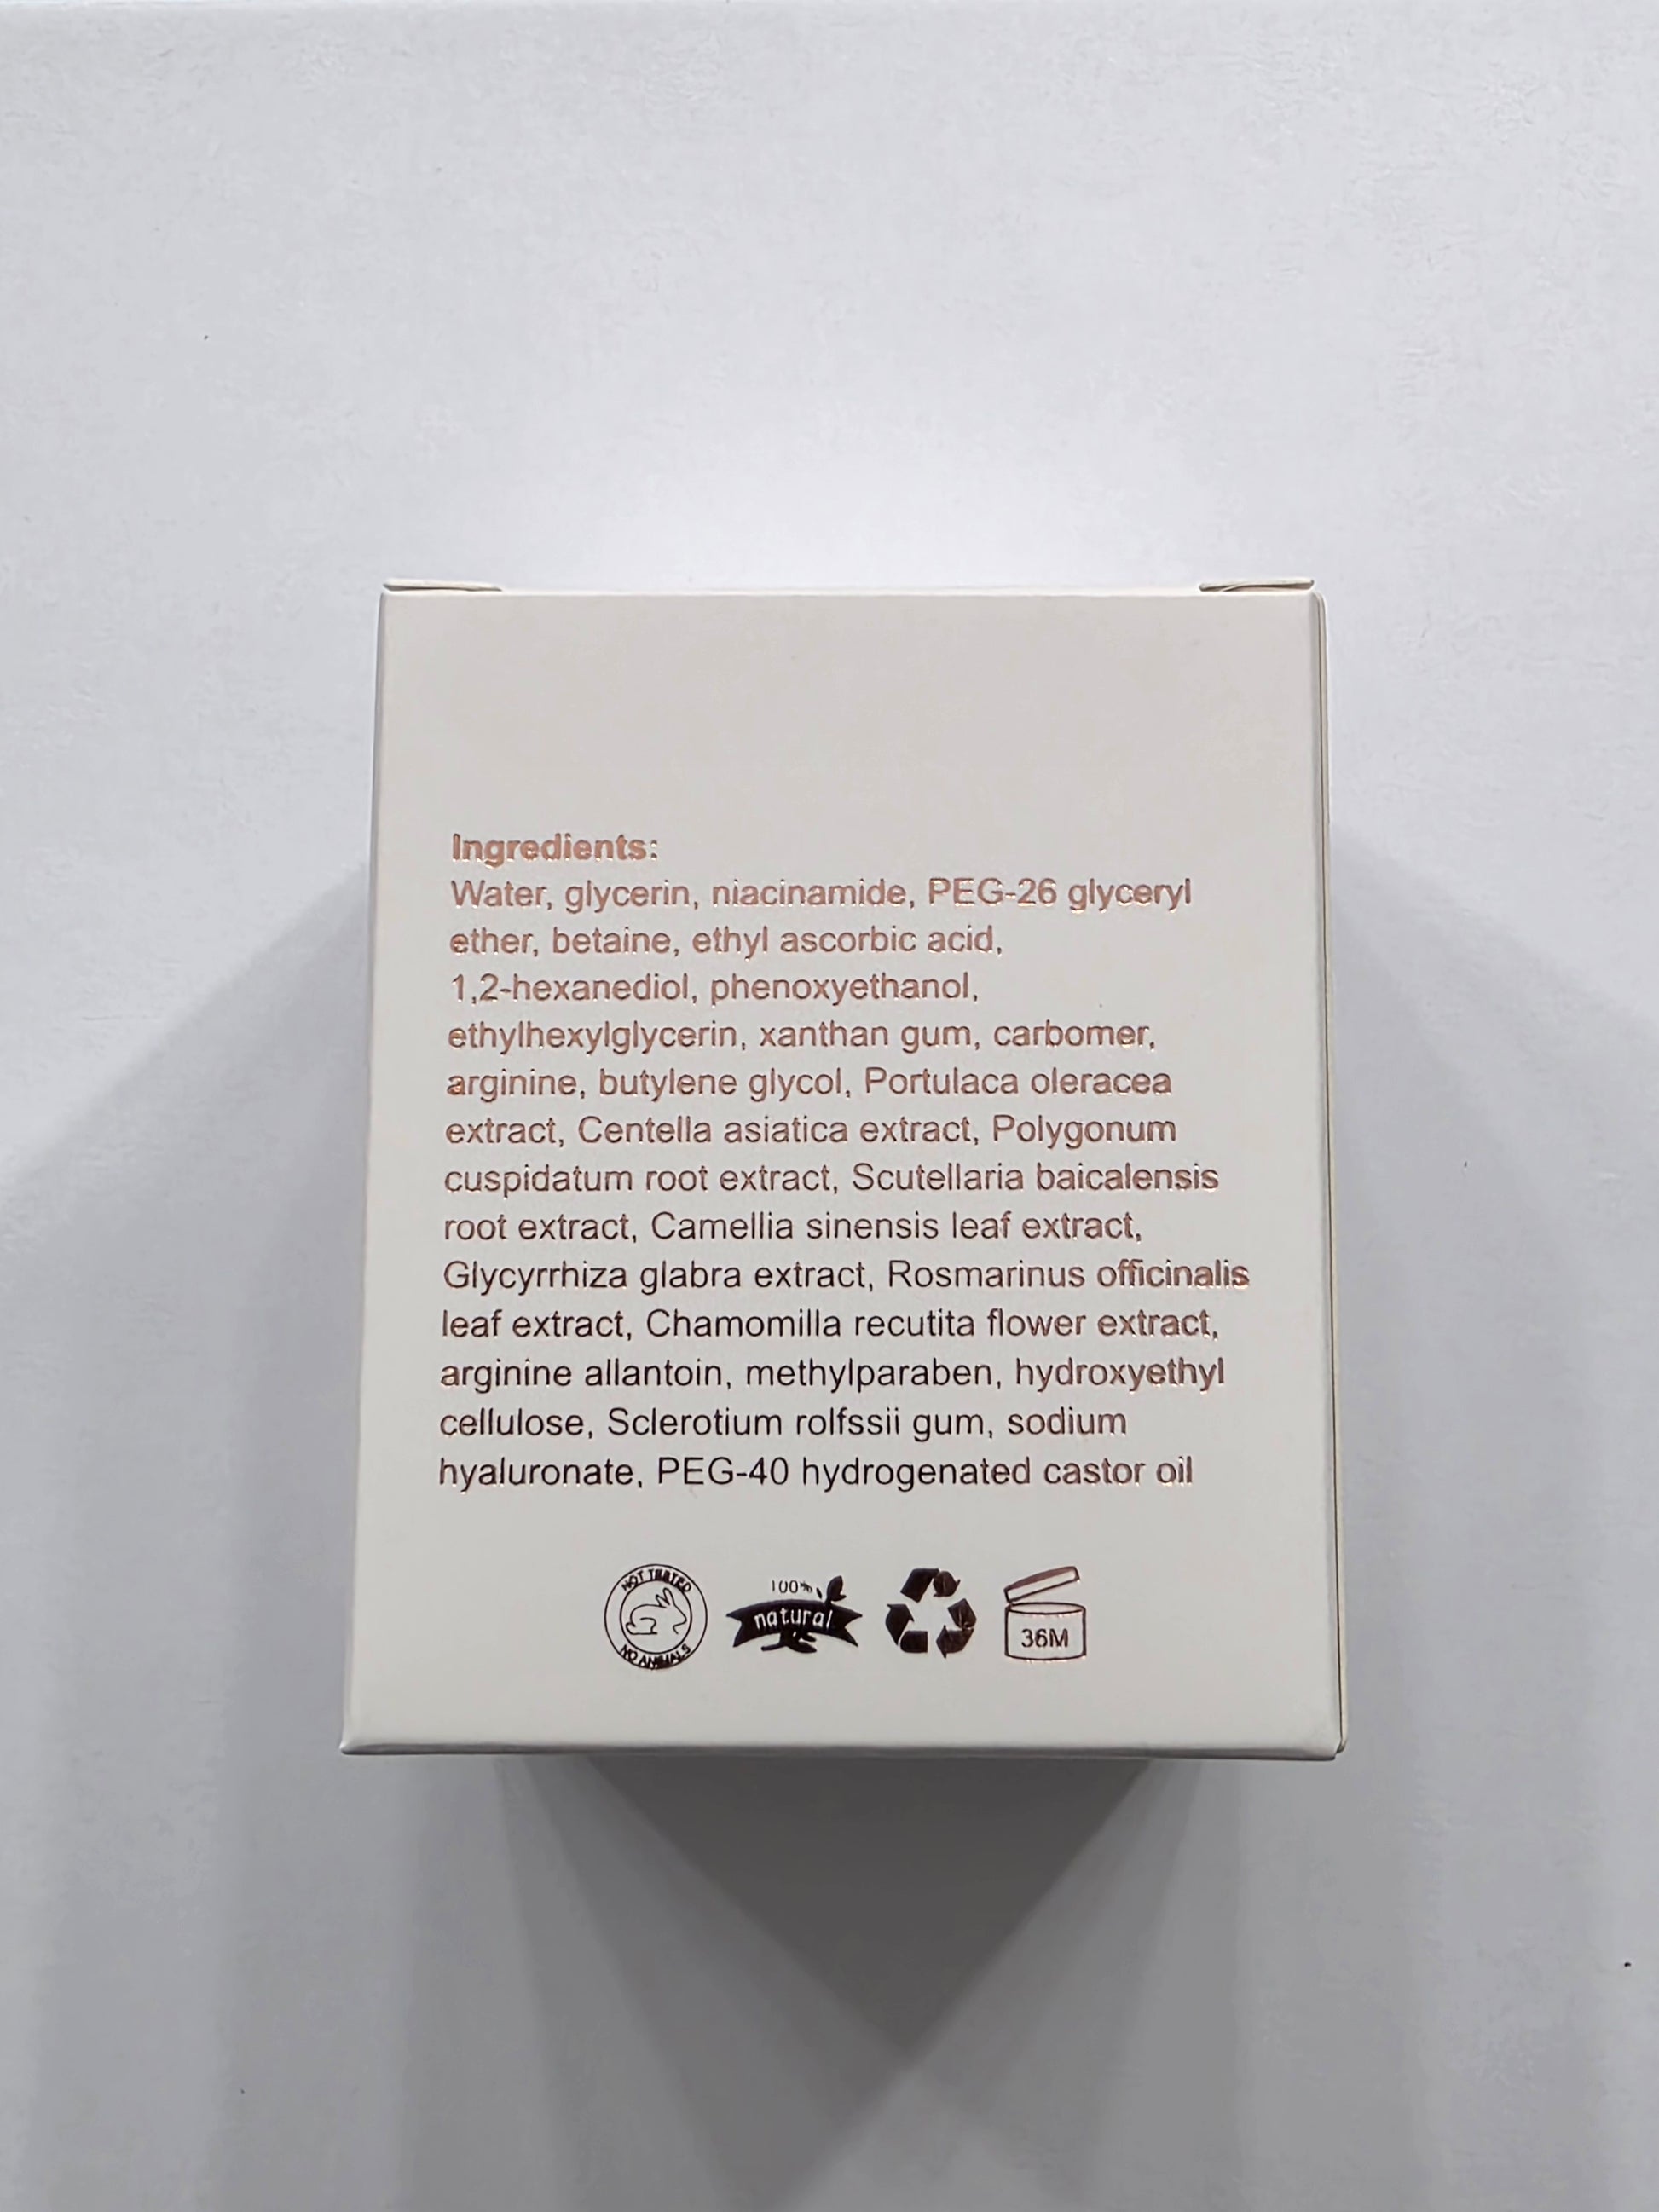 Ingredients:
Water, glycerin, niacinamide, PEG-26 glyceryl
ether, betaine, ethyl ascorbic acid,
1,2-hexanediol, phenoxyethanol,
ethylhexylglycerin, xanthan gum, carbomer,
arginine, butylene glycol, Portulaca oleracea
extract, Centella asiatica extract, Polygonum
cuspidatum root extract, Scutellaria baicalensis
root extract, Camellia sinensis leaf extract,
Glycyrrhiza glabra extract, Rosmarinus officinalis
leaf extract, Chamomilla recutita flower extract,
arginine allantoin, methylparaben, hydroxyethyl
cellulose, Sclerotium rolfssii gum, sodium
hyaluronate, PEG-40 hydrogenated castor oil
NOT TESTED
NO ANIMALS
100%
natural
36M